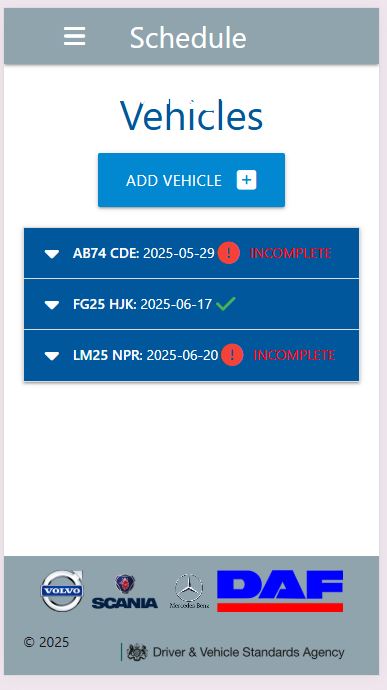 Schedule
Vehicles
ADD VEHICLE
AB74 CDE: 2025-05-29 INCOMPLETE
FG25 HJK: 2025-06-17
LM25 NPR: 2025-06-20 INCOMPLETE
VOLVO
SCANIA
Mercedes-Benz
DAF
© 2025
Driver & Vehicle Standards Agency